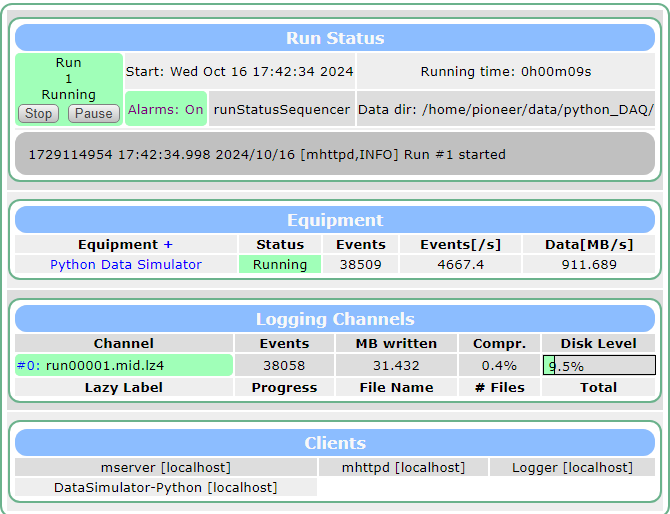 Run Status
Run
1
Running
Stop Pause
Start: Wed Oct 16 17:42:34 2024
Running time: 0h00m09s
Alarms: On
runStatusSequencer
Data dir: /home/pioneer/data/python_DAQ/
1729114954 17:42:34.998 2024/10/16 [mhttpd,INFO] Run #1 started
Equipment
Equipment + Status Events Events[/s] Data[MB/s]
Python Data Simulator Running 38509 4667.4 911.689
Logging Channels
Channel Events MB written Compr. Disk Level
#0: run00001.mid.lz4 38058 31.432 0.4% 9.5%
Lazy Label Progress File Name # Files Total
Clients
mserver [localhost] mhttpd [localhost] Logger [localhost]
DataSimulator-Python [localhost]